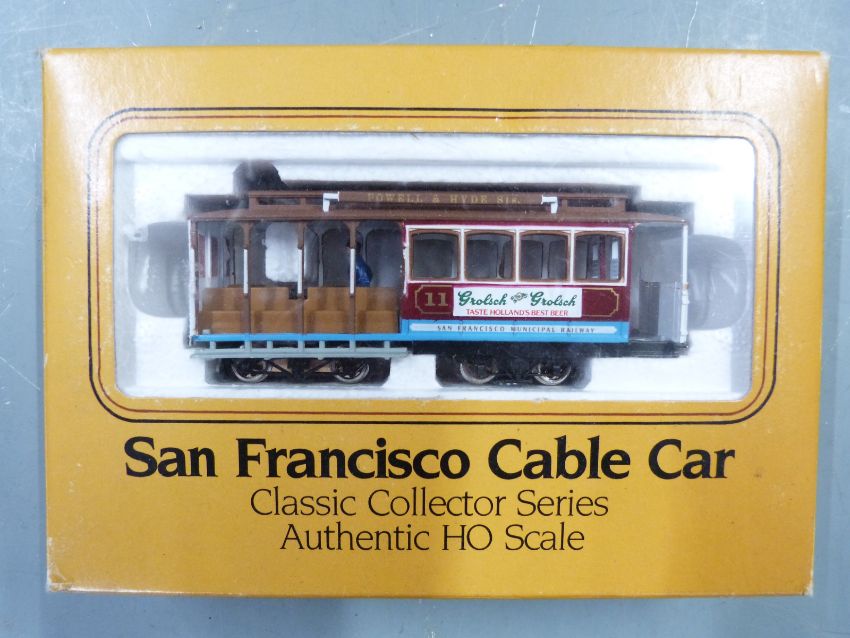 POWELL & HYDE STS.
11
Grolsch Grolsch
TASTE HOLLAND'S BEST BEER
SAN FRANCISCO MUNICIPAL RAILWAY
San Francisco Cable Car
Classic Collector Series
Authentic HO Scale